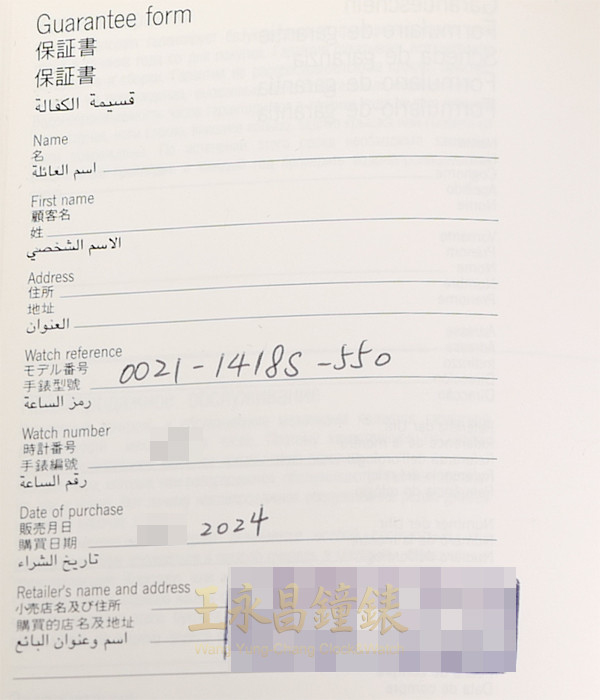 Guarantee form
保証書
保証書
قسيمة الكفالة
Name
名
اسم العائلة
First name
顧客名
姓
الاسم الشخصي
Address
住所
地址
العنوان
Watch reference
モデル番号
手錶型號
رمز الساعة
0021-1418S-550
Watch number
時計番号
手錶編號
رقم الساعة
Date of purchase
販売月日
購買日期
تاريخ الشراء
2024
Retailer's name and address
小売店名及び住所
購買的店名及地址
اسم وعنوان البائع
王永昌鐘錶